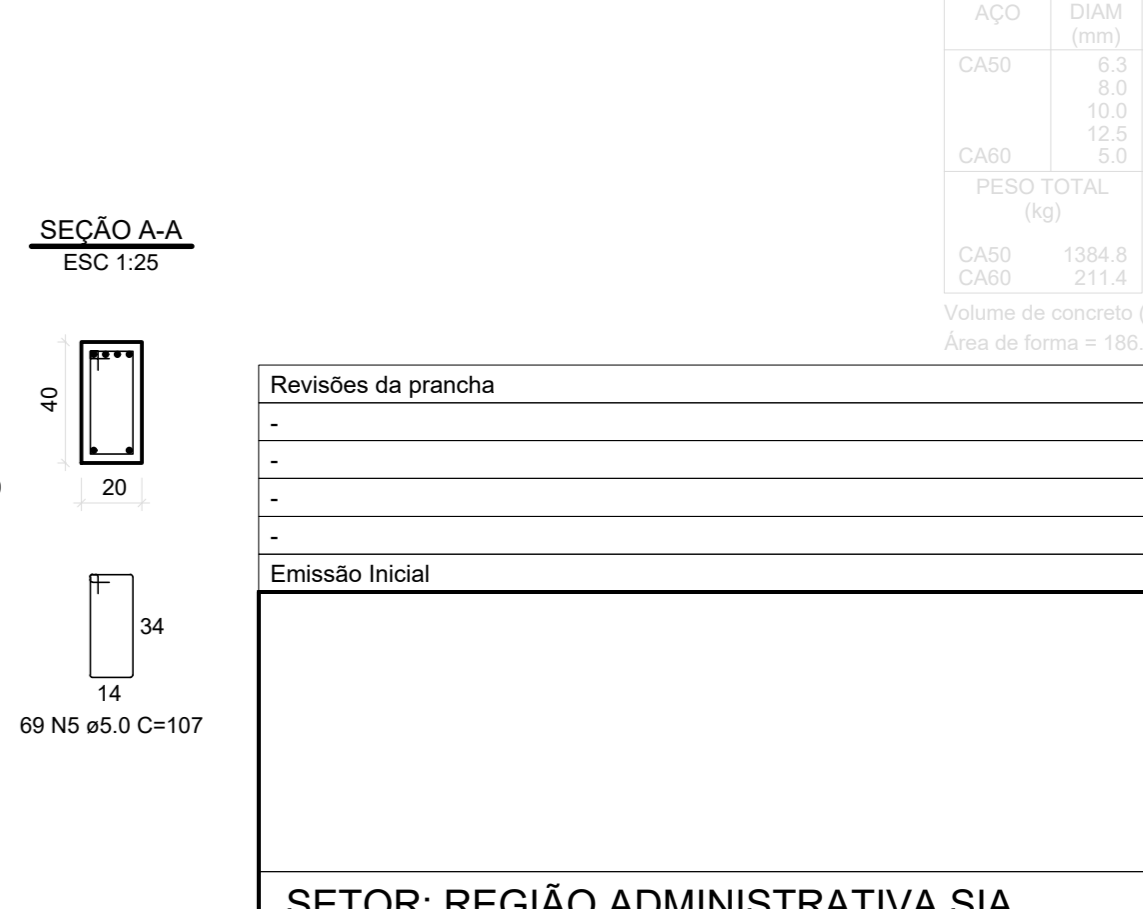 AÇO DIAM
(mm)
CA50 6.3
8.0
10.0
12.5
CA60 5.0
PESO TOTAL
(kg)
CA50 1384.8
CA60 211.4
Volume de concreto (
Área de forma = 186.
SEÇÃO A-A
ESC 1:25
40
20
34
14
69 N5 ø5.0 C=107
Revisões da prancha
-
-
-
-
Emissão Inicial
SETOR: REGIÃO ADMINISTRATIVA SIA